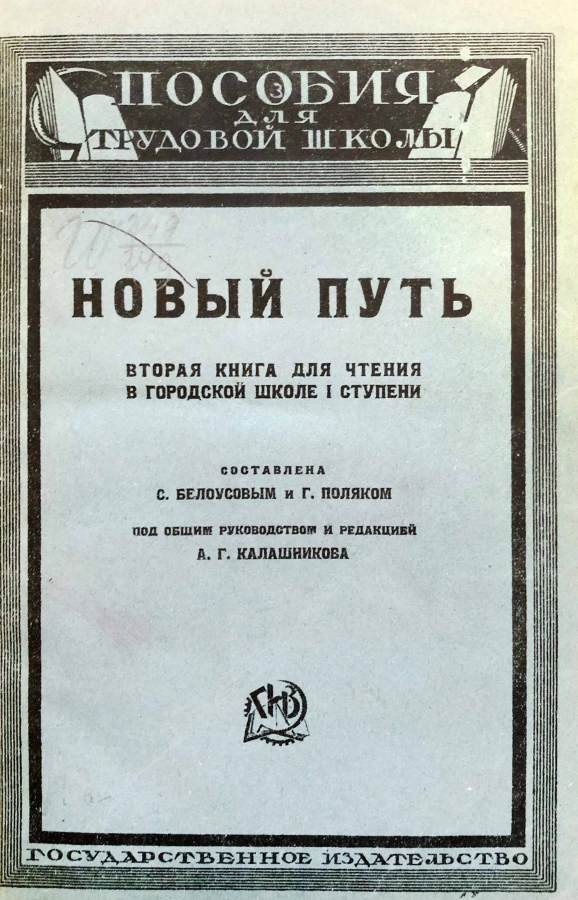 ПОСОБИЯ
для
ТРУДОВОЙ ШКОЛЫ
НОВЫЙ ПУТЬ
ВТОРАЯ КНИГА ДЛЯ ЧТЕНИЯ
В ГОРОДСКОЙ ШКОЛЕ I СТУПЕНИ
СОСТАВЛЕНА
С. БЕЛОУСОВЫМ и Г. ПОЛЯКОМ
ПОД ОБЩИМ РУКОВОДСТВОМ И РЕДАКЦИЕЙ
А. Г. КАЛАШНИКОВА
ГИЗ
ГОСУДАРСТВЕННОЕ ИЗДАТЕЛЬСТВО